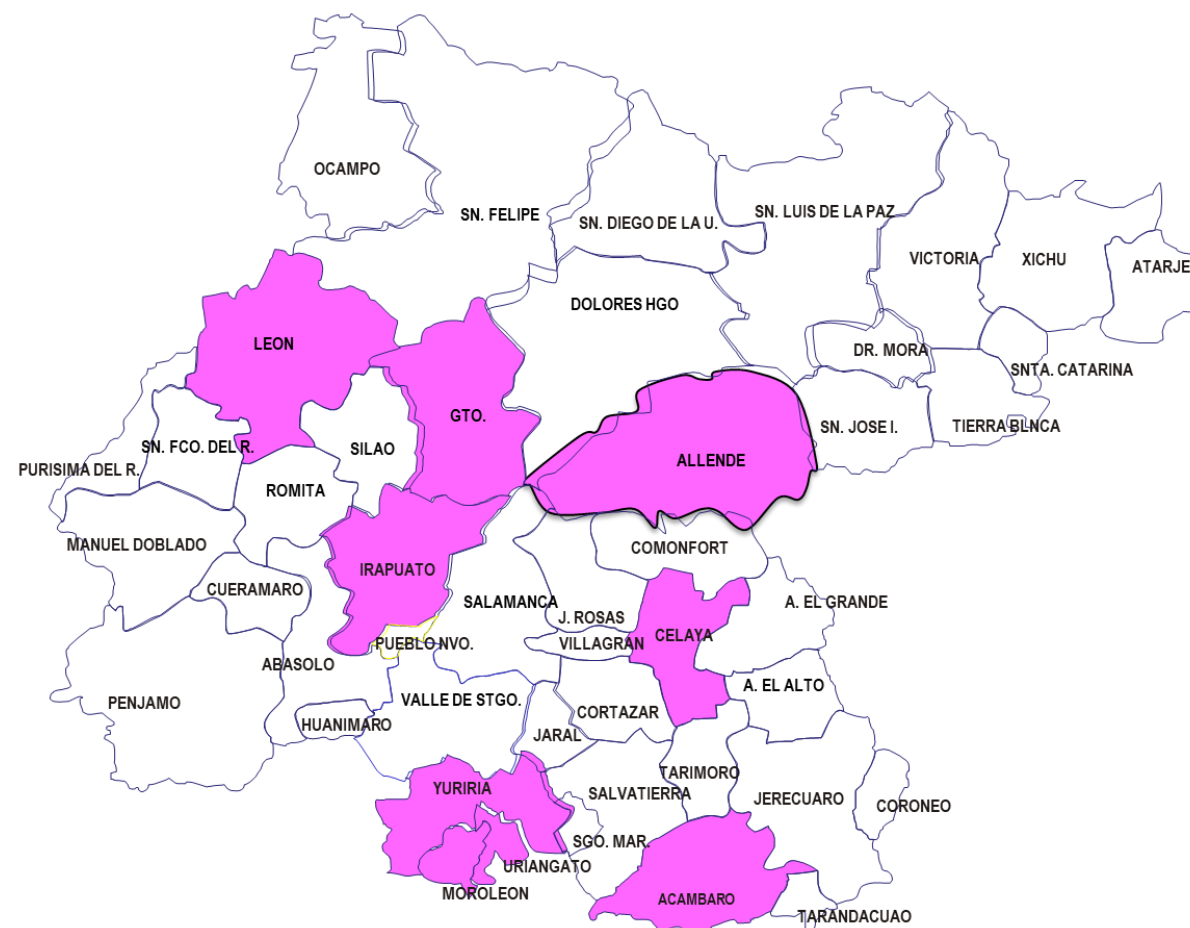 OCAMPO
SN. FELIPE
SN. DIEGO DE LA U.
SN. LUIS DE LA PAZ
VICTORIA
XICHU
ATARJE
DOLORES HGO
LEON
DR. MORA
SNTA. CATARINA
GTO.
SN. JOSE I.
TIERRA BLNCA
SN. FCO. DEL R.
SILAO
ALLENDE
PURISIMA DEL R.
ROMITA
MANUEL DOBLADO
COMONFORT
IRAPUATO
CUERAMARO
SALAMANCA
A. EL GRANDE
J. ROSAS
CELAYA
PUEBLO NVO.
VILLAGRAN
ABASOLO
A. EL ALTO
PENJAMO
VALLE DE STGO.
CORTAZAR
HUANIMARO
JARAL
TARIMORO
YURIRIA
SALVATIERRA
JERECUARO
CORONEO
SGO. MAR.
URIANGATO
MOROLEON
ACAMBARO
TARANDACUAO